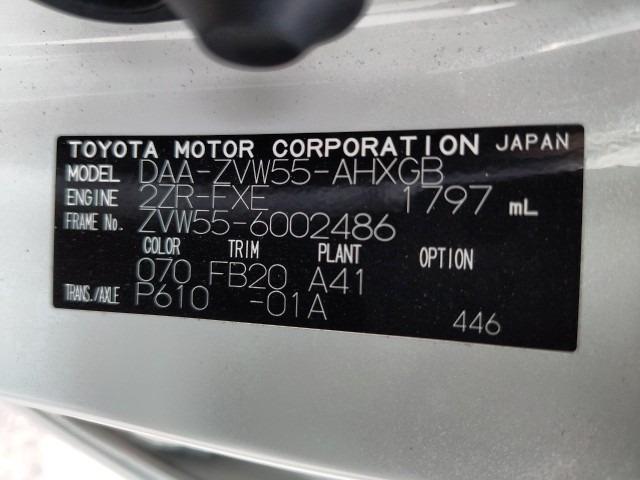 TOYOTA MOTOR CORPORATION JAPAN
MODEL DAA-ZVW55-AHXGB
ENGINE 2ZR-FXE 1797 mL
FRAME No. ZVW55-6002486
COLOR TRIM PLANT OPTION
070 FB20 A41
TRANS./AXLE P610 -01A
446